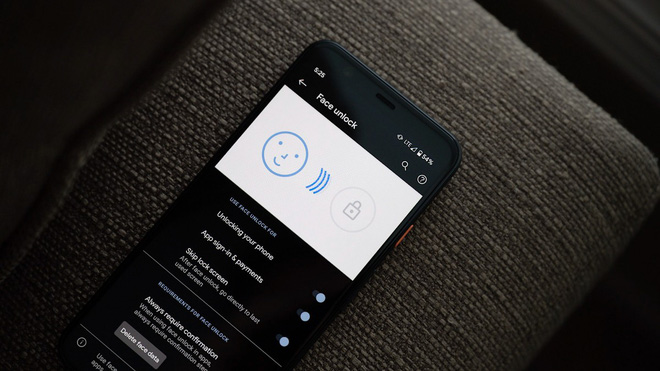 5:25
LTE 54%
Face unlock
USE FACE UNLOCK FOR
Unlocking your phone
App sign-in & payments
Skip lock screen
After face unlock, go directly to last
used screen.
REQUIREMENTS FOR FACE UNLOCK
Always require confirmation
When using face unlock in apps,
always require confirmation step
Delete face data
Use face
apps.